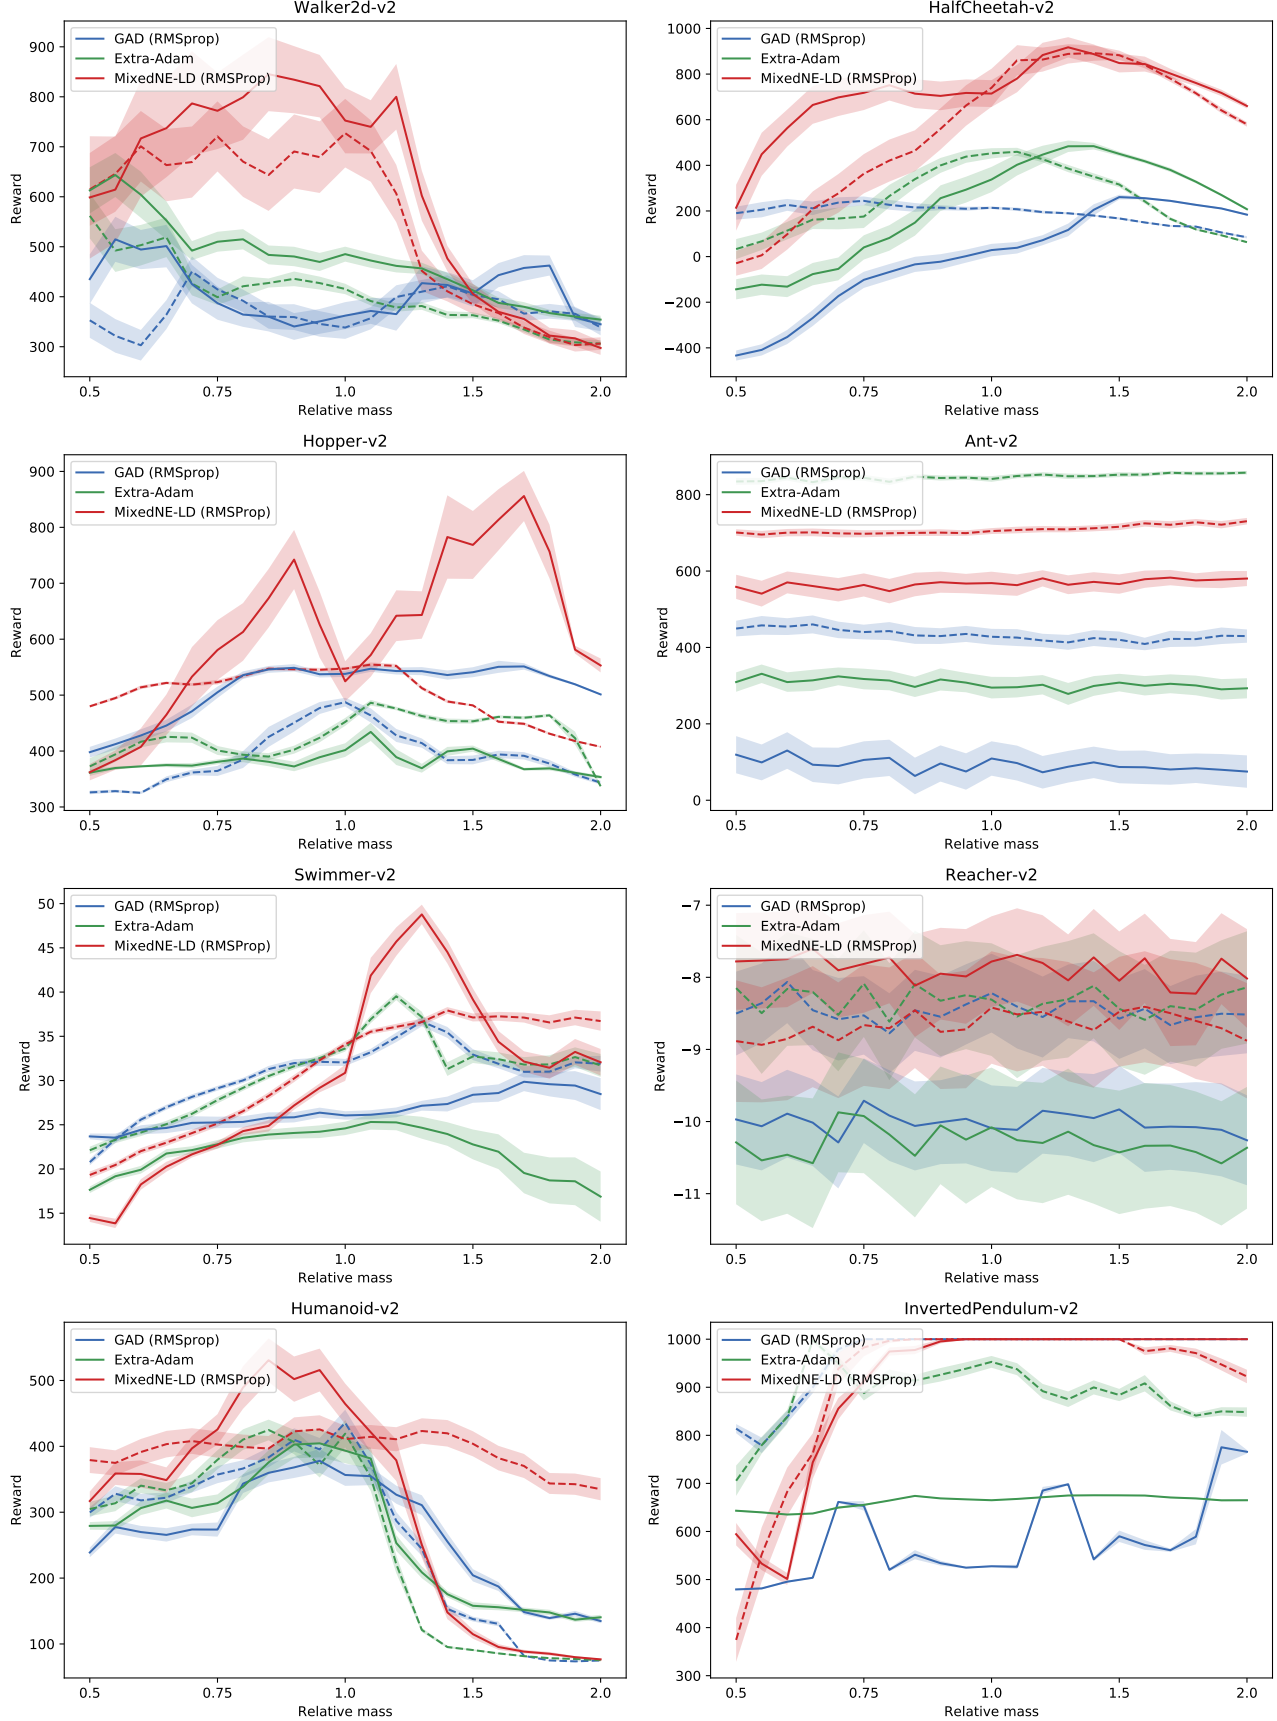 Walker2d-v2
GAD (RMSprop)
Extra-Adam
MixedNE-LD (RMSProp)
Reward
900
800
700
600
500
400
300
0.5 0.75 1.0 1.5 2.0
Relative mass
HalfCheetah-v2
GAD (RMSprop)
Extra-Adam
MixedNE-LD (RMSProp)
Reward
1000
800
600
400
200
0
−200
−400
0.5 0.75 1.0 1.5 2.0
Relative mass
Hopper-v2
GAD (RMSprop)
Extra-Adam
MixedNE-LD (RMSProp)
Reward
900
800
700
600
500
400
300
0.5 0.75 1.0 1.5 2.0
Relative mass
Ant-v2
GAD (RMSprop)
Extra-Adam
MixedNE-LD (RMSProp)
Reward
800
600
400
200
0
0.5 0.75 1.0 1.5 2.0
Relative mass
Swimmer-v2
GAD (RMSprop)
Extra-Adam
MixedNE-LD (RMSProp)
Reward
50
45
40
35
30
25
20
15
0.5 0.75 1.0 1.5 2.0
Relative mass
Reacher-v2
GAD (RMSprop)
Extra-Adam
MixedNE-LD (RMSProp)
Reward
−7
−8
−9
−10
−11
0.5 0.75 1.0 1.5 2.0
Relative mass
Humanoid-v2
GAD (RMSprop)
Extra-Adam
MixedNE-LD (RMSProp)
Reward
500
400
300
200
100
0.5 0.75 1.0 1.5 2.0
Relative mass
InvertedPendulum-v2
GAD (RMSprop)
Extra-Adam
MixedNE-LD (RMSProp)
Reward
1000
900
800
700
600
500
400
300
0.5 0.75 1.0 1.5 2.0
Relative mass